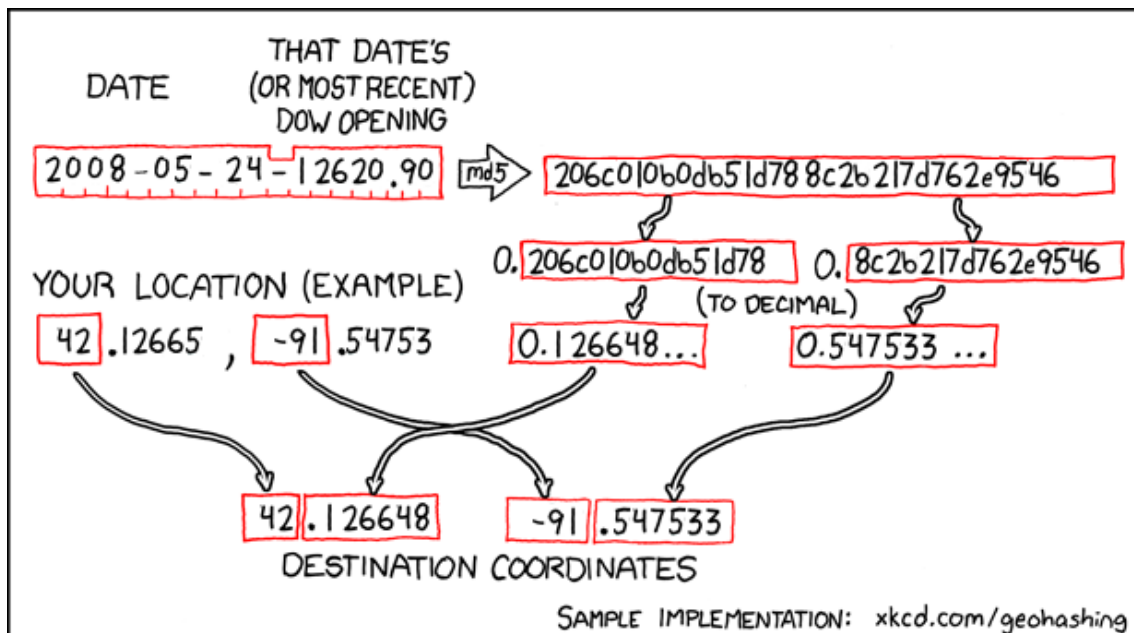 DATE
THAT DATE'S
(OR MOST RECENT)
DOW OPENING
2008-05-24-12620.90
md5
206c010b0db51d788c2b217d762e9546
0.206c010b0db51d78
0.8c2b217d762e9546
(TO DECIMAL)
YOUR LOCATION (EXAMPLE)
42.12665, -91.54753
0.126648...
0.547533...
42.126648
-91.547533
DESTINATION COORDINATES
SAMPLE IMPLEMENTATION: xkcd.com/geohashing